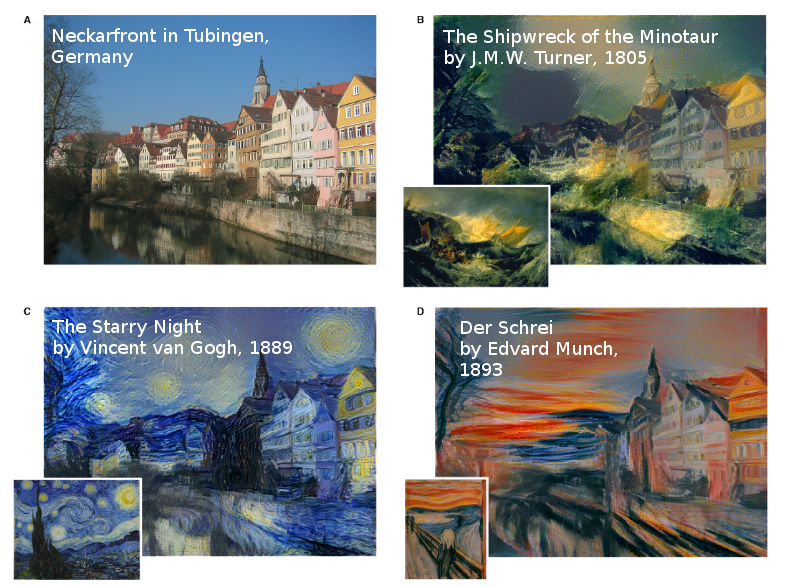 A
Neckarfront in Tubingen,
Germany
B
The Shipwreck of the Minotaur
by J.M.W. Turner, 1805
C
The Starry Night
by Vincent van Gogh, 1889
D
Der Schrei
by Edvard Munch,
1893